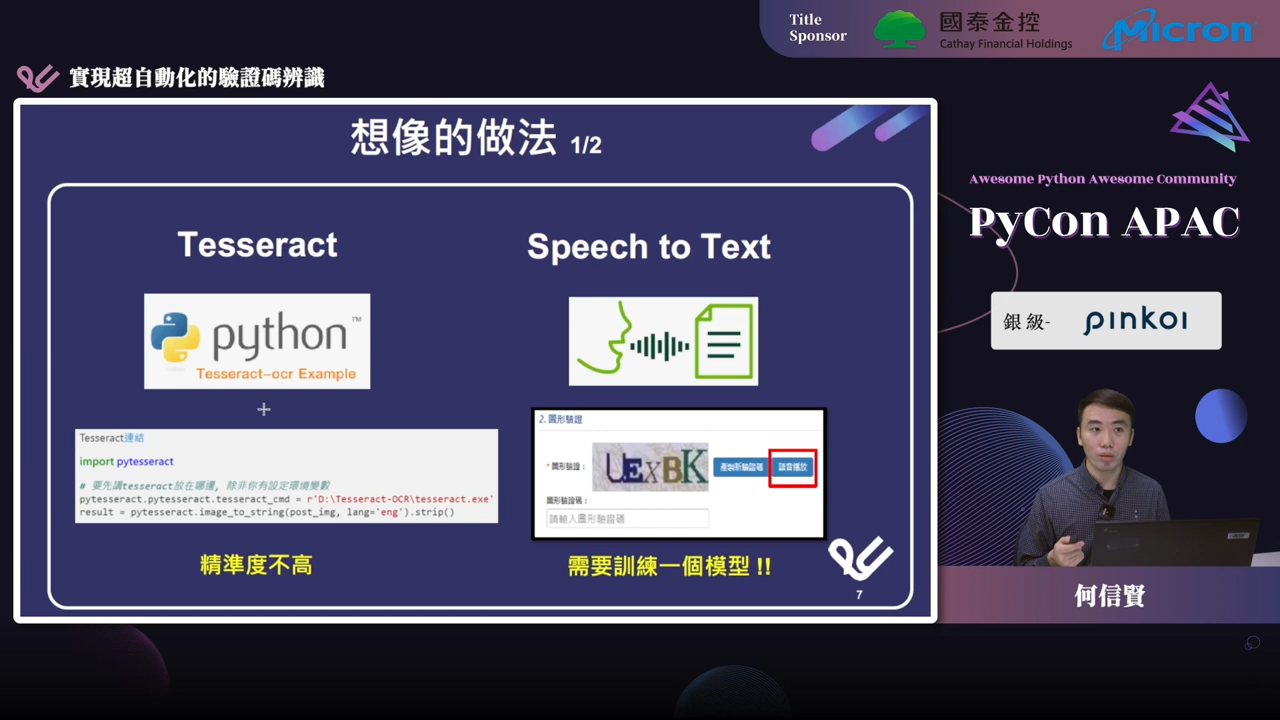 Title
Sponsor
國泰金控
Cathay Financial Holdings
Micron
實現超自動化的驗證碼辨識
想像的做法 1/2
Tesseract
Speech to Text
python™
Tesseract-ocr Example
+
Tesseract連結
import pytesseract
# 要先講tesseract放在哪邊, 除非你有設定環境變數
pytesseract.pytesseract.tesseract_cmd = r'D:\Tesseract-OCR\tesseract.exe'
result = pytesseract.image_to_string(post_img, lang='eng').strip()
2. 圖形驗證
* 圖形驗證：
UExBK
產製新驗證碼
語音播放
圖形驗證碼：
請輸入圖形驗證碼
精準度不高
需要訓練一個模型 !!
7
Awesome Python Awesome Community
PyCon APAC
銀級-
pinkoi
acer
何信賢